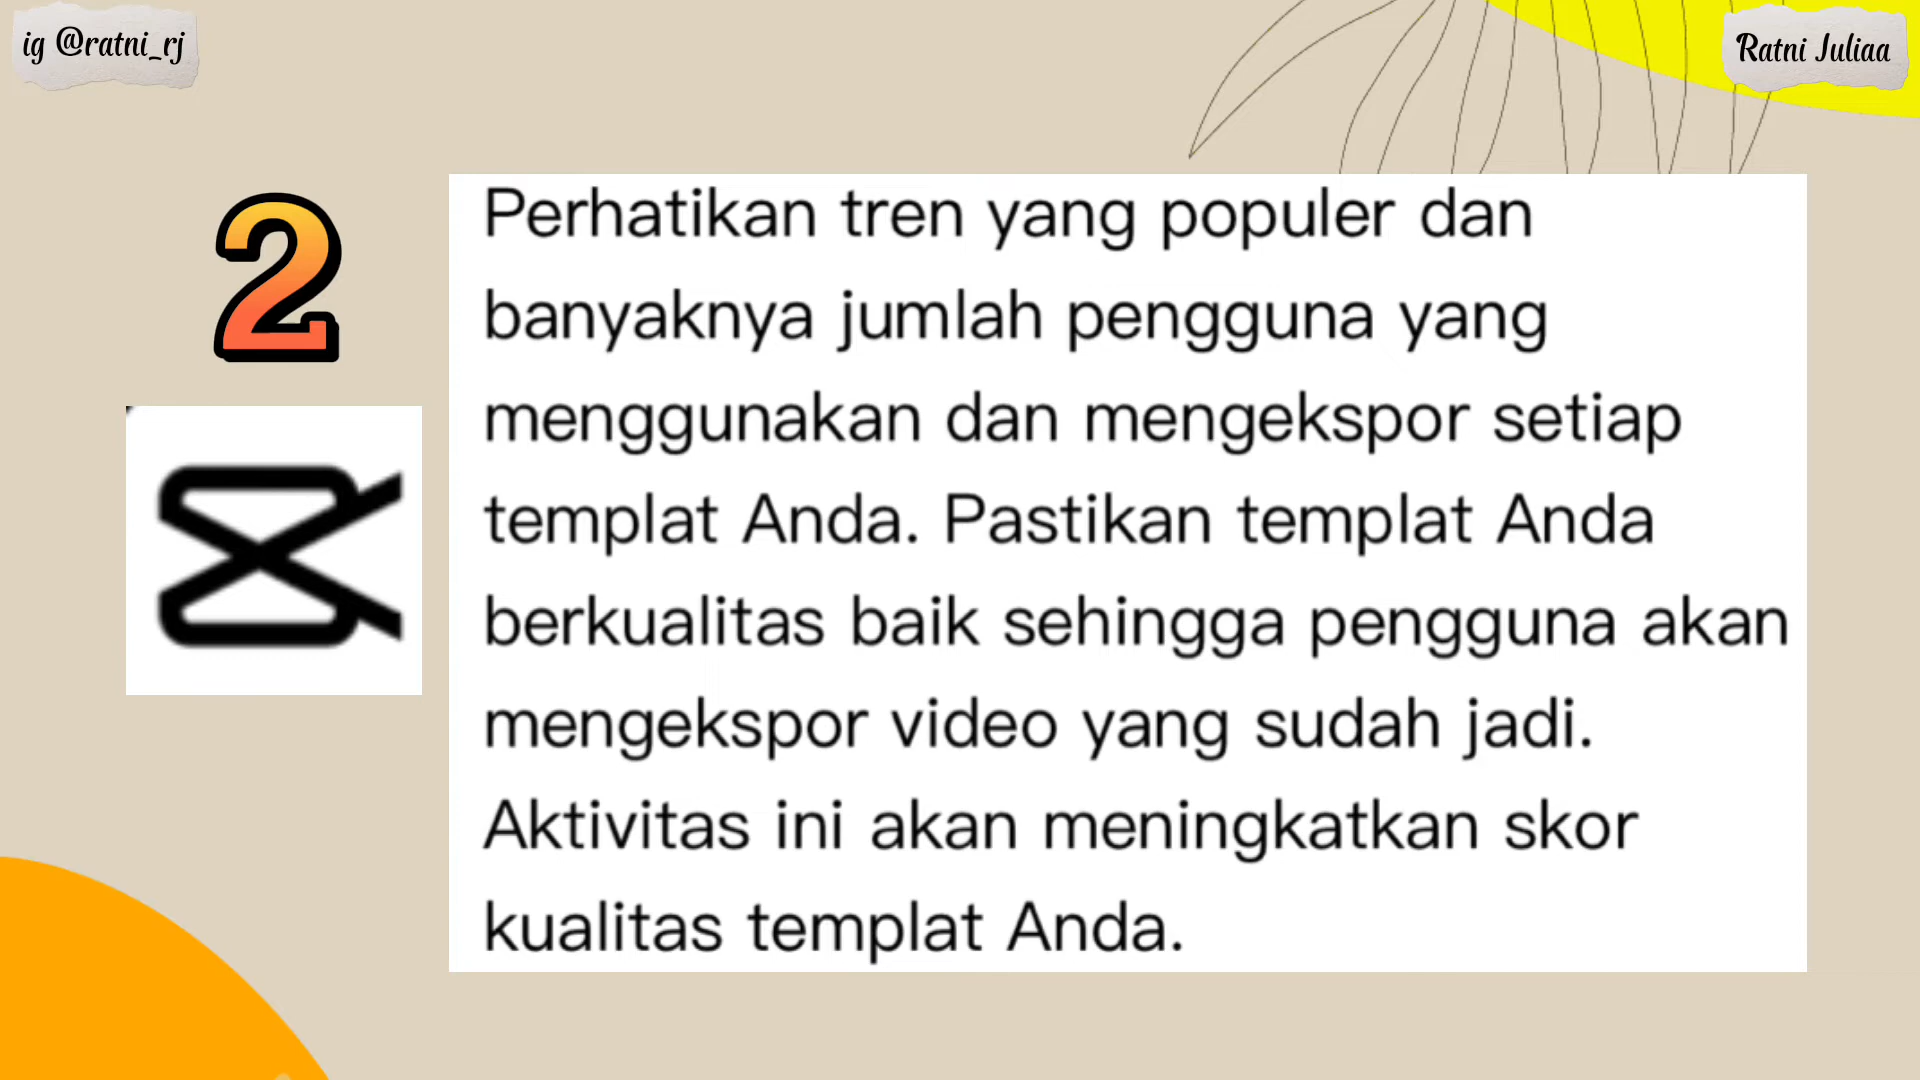 ig @ratni_rj
Ratni Juliaa
2
Perhatikan tren yang populer dan
banyaknya jumlah pengguna yang
menggunakan dan mengekspor setiap
templat Anda. Pastikan templat Anda
berkualitas baik sehingga pengguna akan
mengekspor video yang sudah jadi.
Aktivitas ini akan meningkatkan skor
kualitas templat Anda.